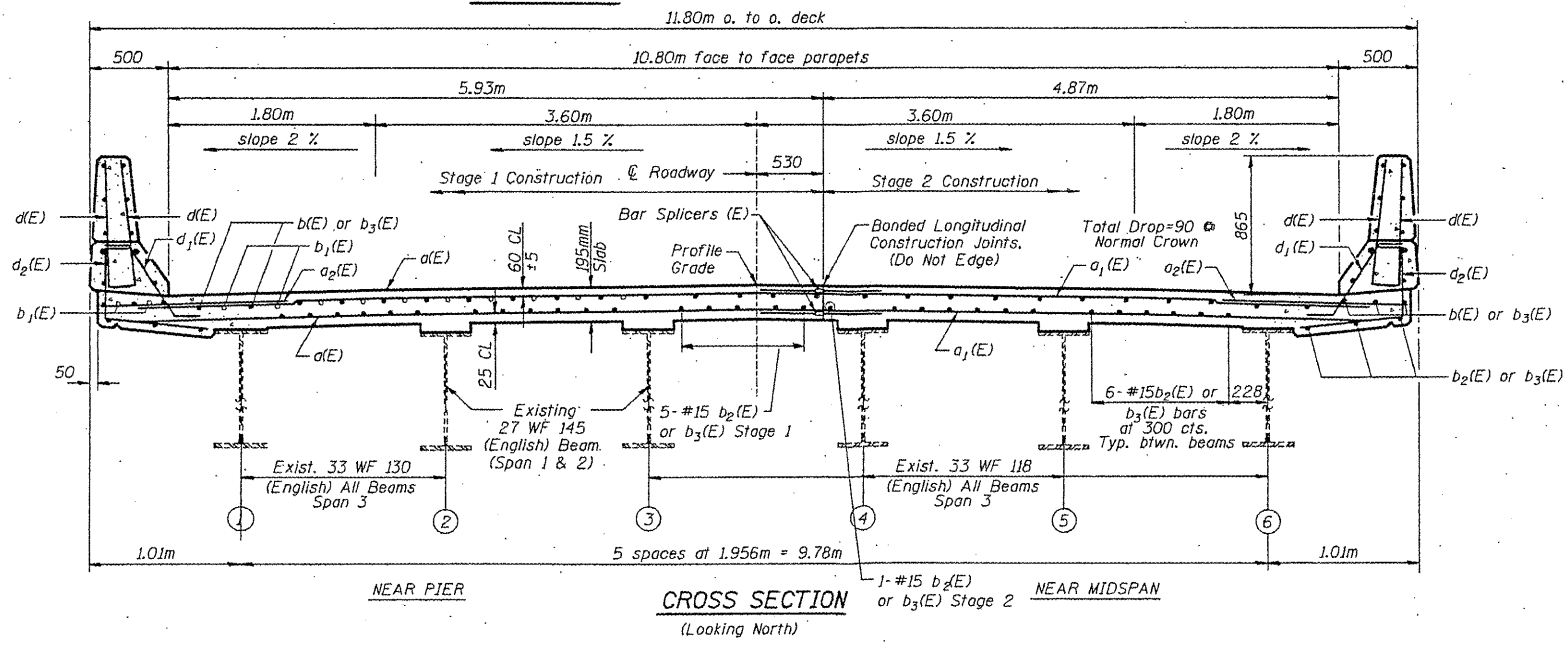 11.80m o. to o. deck
500
10.80m face to face parapets
500
5.93m
4.87m
1.80m
3.60m
3.60m
1.80m
slope 2 %
slope 1.5 %
slope 1.5 %
slope 2 %
530
Stage 1 Construction
℄ Roadway
Stage 2 Construction
Bar Splicers (E)
Bonded Longitudinal
Construction Joints.
(Do Not Edge)
Total Drop=90 @
Normal Crown
865
d(E)
d(E)
d1(E)
d2(E)
b(E) or b3(E)
b1(E)
a2(E)
a(E)
60 CL
±5
195mm
Slab
Profile
Grade
a1(E)
a2(E)
d(E)
d(E)
d1(E)
d2(E)
b1(E)
b(E) or b3(E)
a(E)
25 CL
a1(E)
50
b2(E) or b3(E)
Existing
27 WF 145
(English) Beam
(Span 1 & 2)
5- #15 b2(E)
or b3(E) Stage 1
6- #15b2(E) or
b3(E) bars
at 300 cts.
Typ. btwn. beams
228
Exist. 33 WF 130
(English) All Beams
Span 3
Exist. 33 WF 118
(English) All Beams
Span 3
1
2
3
4
5
6
1.01m
5 spaces at 1.956m = 9.78m
1.01m
1- #15 b2(E)
or b3(E) Stage 2
NEAR PIER
NEAR MIDSPAN
CROSS SECTION
(Looking North)